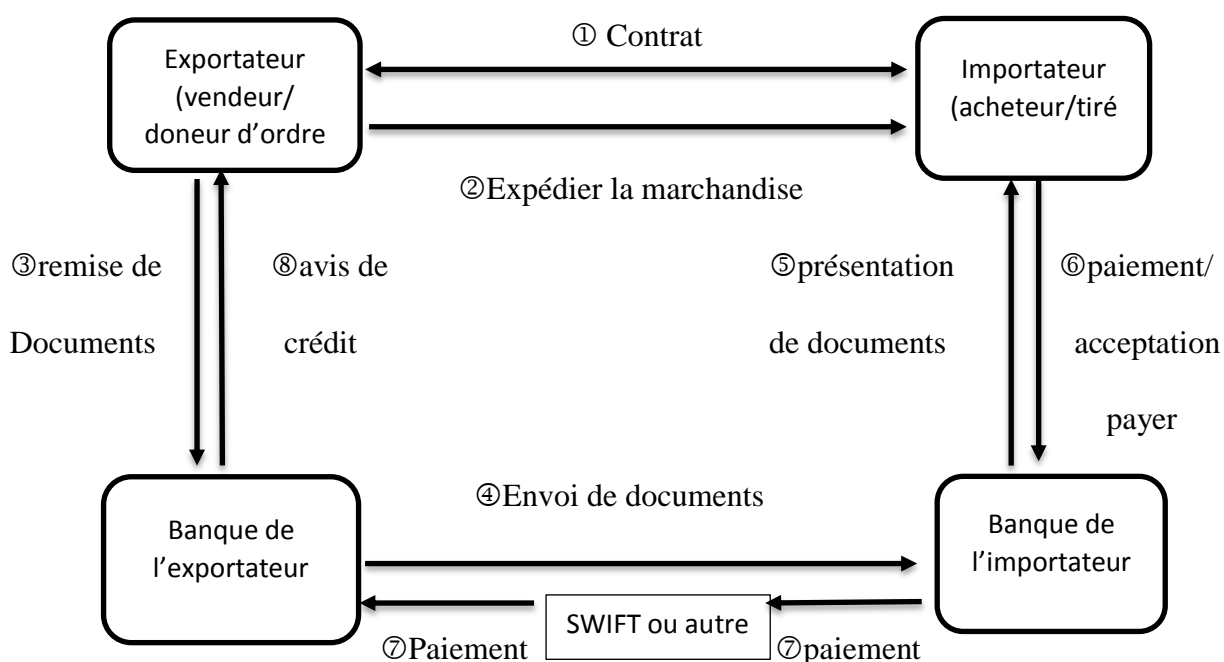 ① Contrat
Exportateur
(vendeur/
doneur d’ordre
Importateur
(acheteur/tiré
②Expédier la marchandise
③remise de
Documents
⑧avis de
crédit
⑤présentation
de documents
⑥paiement/
acceptation
payer
Banque de
l’exportateur
④Envoi de documents
Banque de
l’importateur
SWIFT ou autre
⑦Paiement
⑦paiement